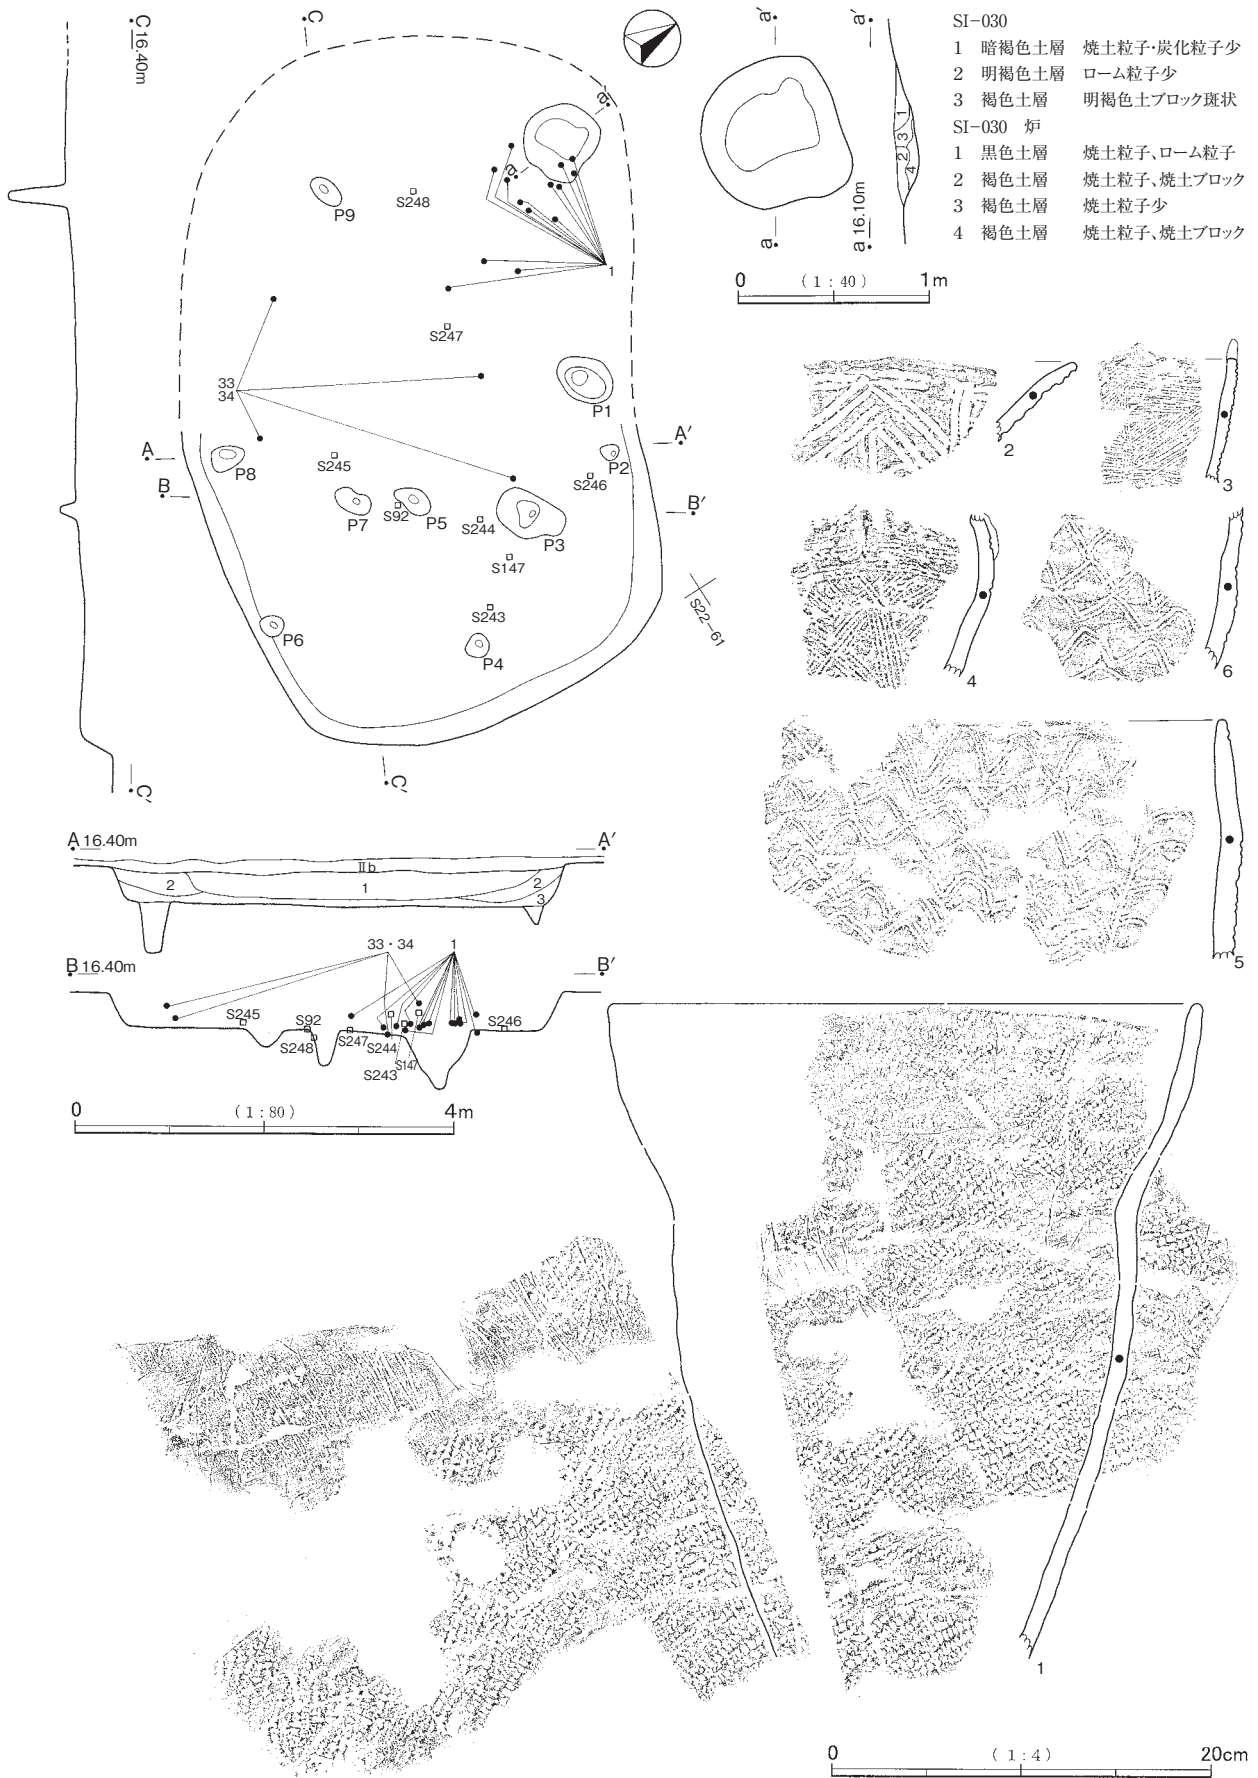 SI-030
1 暗褐色土層 焼土粒子・炭化粒子少
2 明褐色土層 ローム粒子少
3 褐色土層 明褐色土ブロック斑状
SI-030 炉
1 黒色土層 焼土粒子、ローム粒子
2 褐色土層 焼土粒子、焼土ブロック
3 褐色土層 焼土粒子少
4 褐色土層 焼土粒子、焼土ブロック
C 16.40m
C
a'
a
P9
S248
1
S247
33
34
P1
A
A'
P8
S245
P2
S246
B
B'
P7
S92
P5
S244
P3
S147
S243
S22-61
P6
P4
C'
C'
a'
a'
1
3
2
4
a
a 16.10m
0 (1:40) 1m
2
3
4
6
5
A 16.40m
A'
Ⅱb
2
1
2
3
33・34
1
B 16.40m
B'
S245
S92
S248
S247
S244
S243
S147
S246
0 (1:80) 4m
1
0 (1:4) 20cm